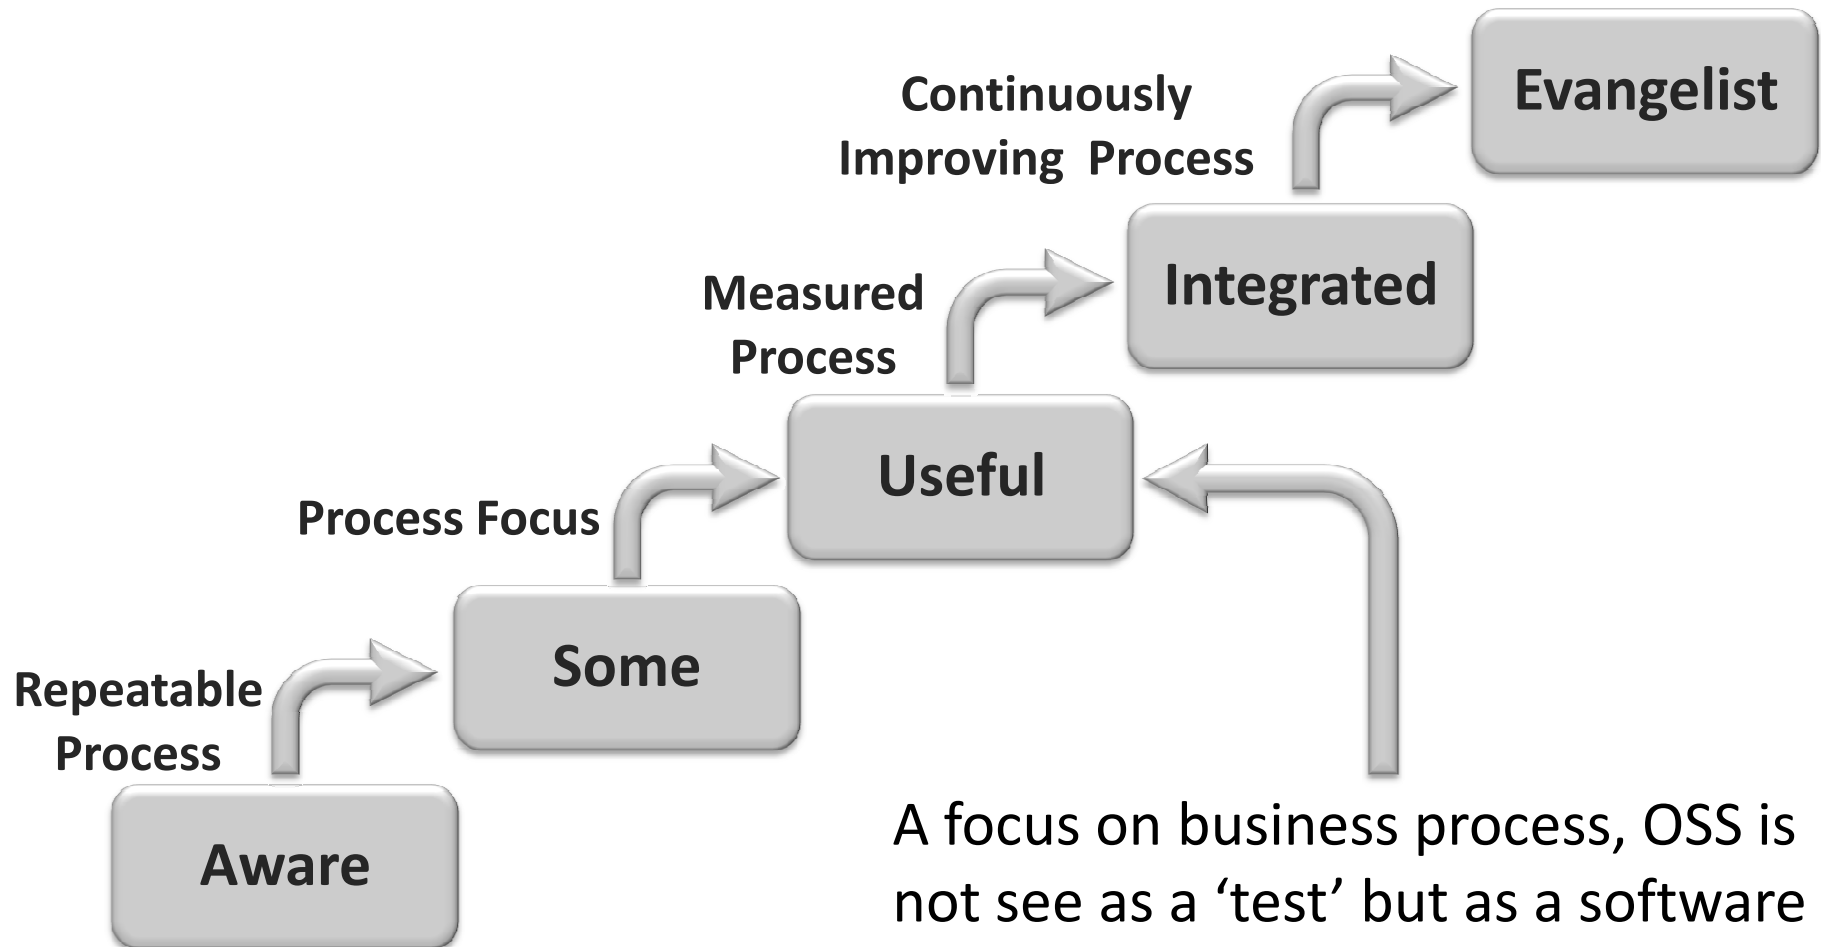 Continuously
Improving Process
Evangelist
Measured
Process
Integrated
Process Focus
Useful
Repeatable
Process
Some
Aware
A focus on business process, OSS is
not see as a ‘test’ but as a software